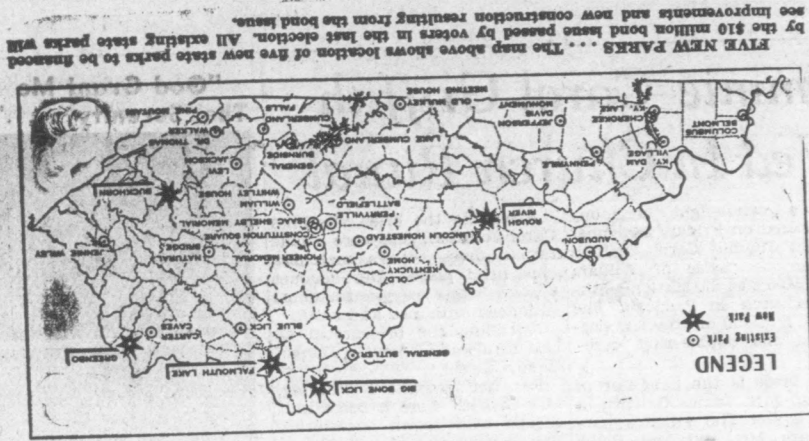 BIG BONE LICK
FALMOUTH LAKE
GREENBO
GENERAL BUTLER
BLUE LICK
CARTER
CAVES
LEGEND
Existing Park
New Park
OLD
KENTUCKY
HOME
LINCOLN HOMESTEAD
PIONEER MEMORIAL
CONSTITUTION SQUARE
ISAAC SHELBY MEMORIAL
PERRYVILLE
BATTLEFIELD
WILLIAM
WHITLEY HOUSE
NATURAL
BRIDGE
JENNIE WILEY
BUCKHORN
AUDUBON
ROUGH
RIVER
LEVI
JACKSON
GENERAL
BURNSIDE
LAKE CUMBERLAND
DR. THOMAS
WALKER
PINE MOUNTAIN
CUMBERLAND
FALLS
OLD MULKEY
MEETING HOUSE
JEFFERSON
DAVIS
MONUMENT
PENNYRILE
KY. DAM
VILLAGE
CHEROKEE
KY. LAKE
COLUMBUS
BELMONT
FIVE NEW PARKS . . . The map above shows location of five new state parks to be financed
by the $10 million bond issue passed by voters in the last election. All existing state parks will
see improvements and new construction resulting from the bond issue.